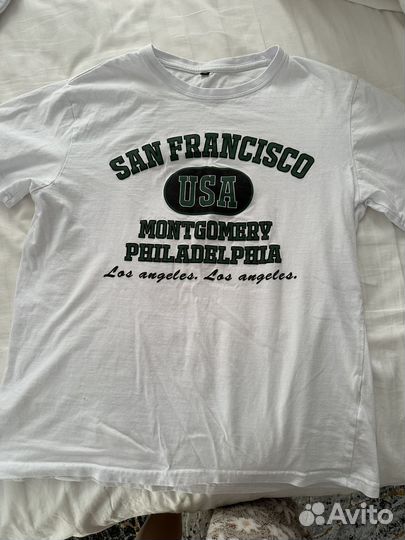 SAN FRANCISCO
USA
MONTGOMERY
PHILADELPHIA
Los angeles. Los angeles.
Avito